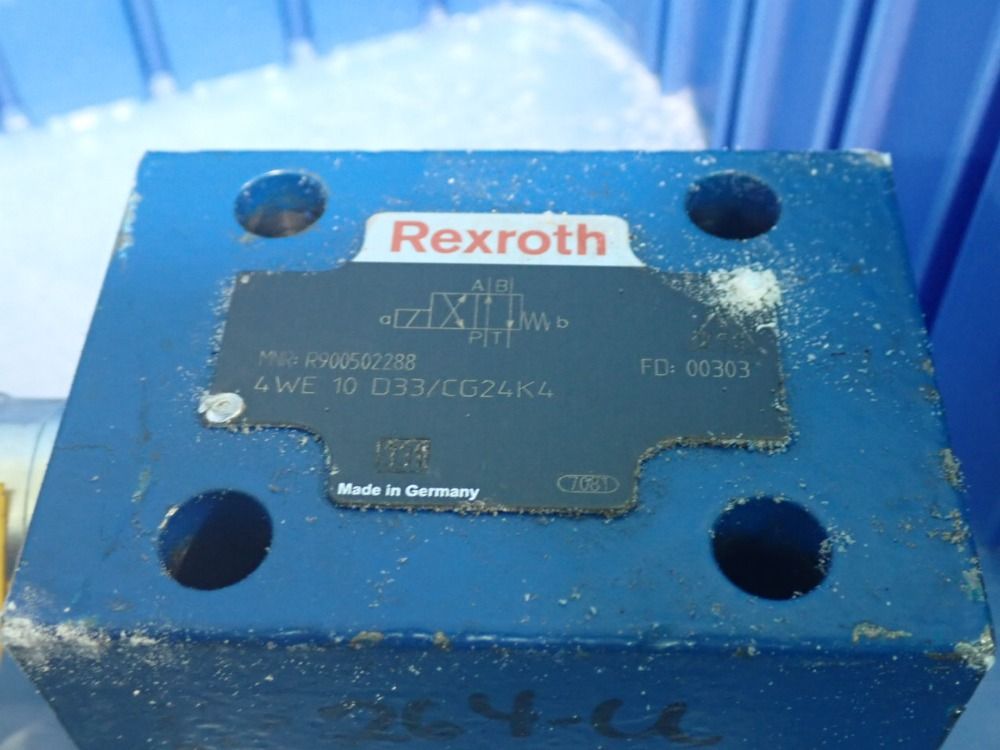 Rexroth
A B
a b
P T
MNR: R900502288
FD: 00303
4WE 10 D33/CG24K4
Made in Germany
7081
264-U